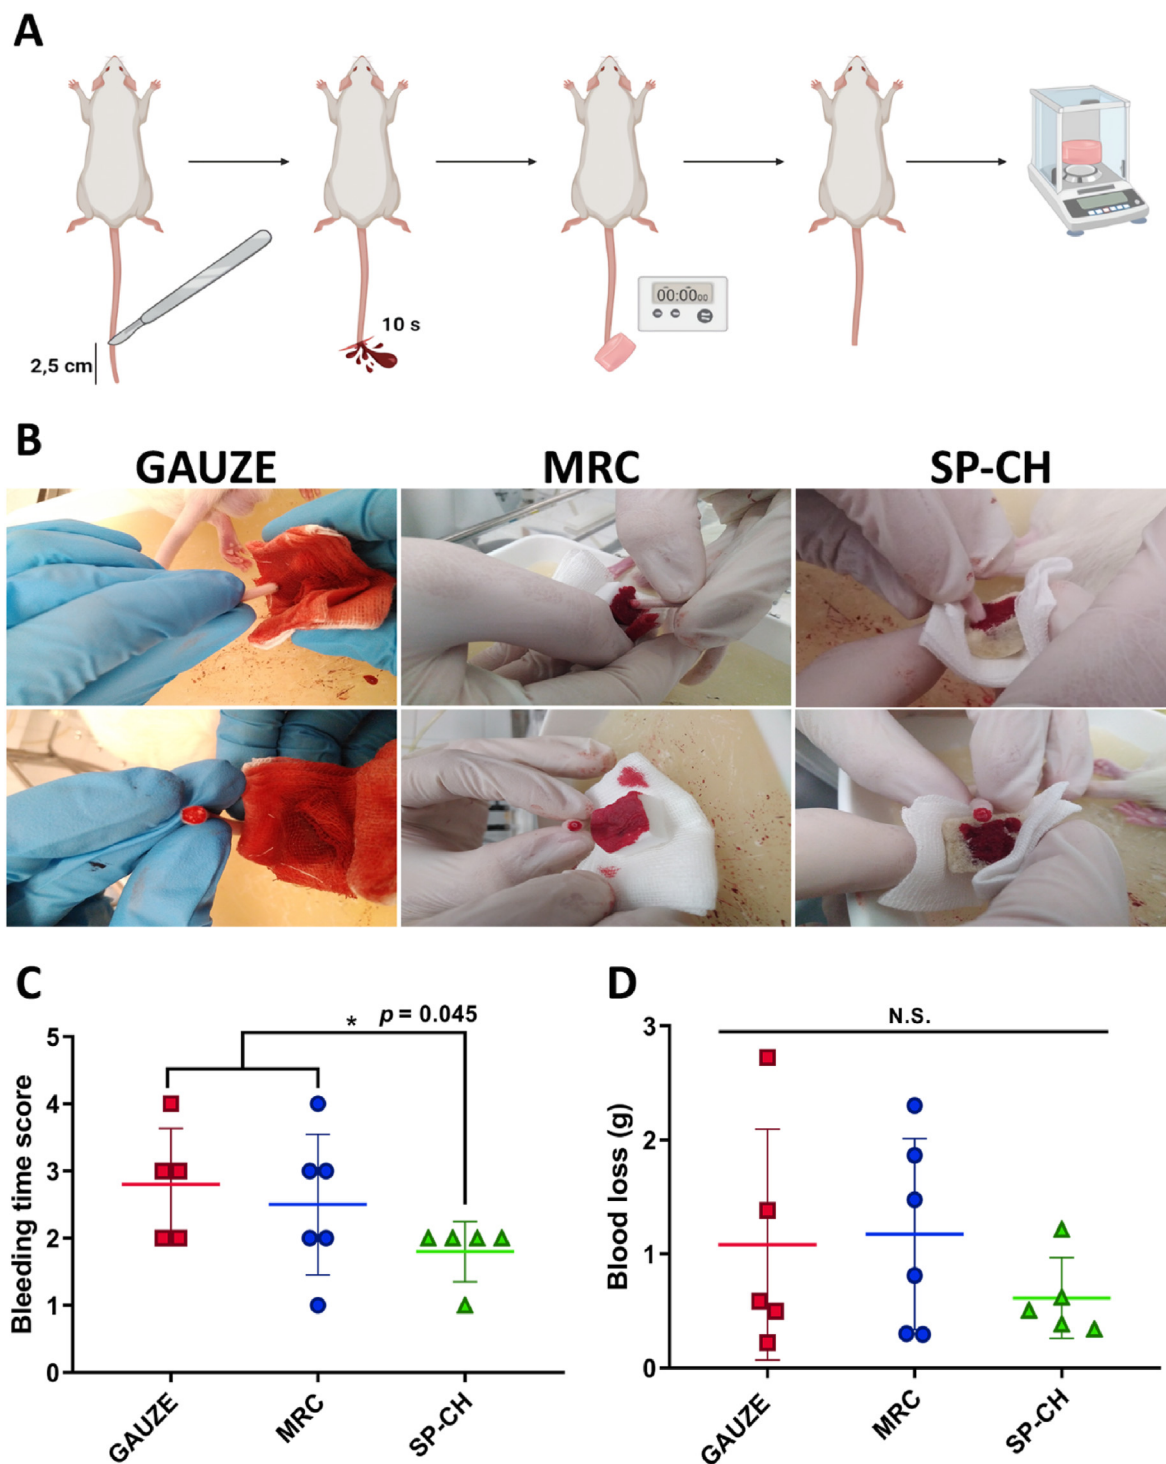 A
10 s
00:00 00
2,5 cm
B
GAUZE MRC SP-CH
C
* p = 0.045
Bleeding time score
5
4
3
2
1
0
GAUZE MRC SP-CH
D
N.S.
Blood loss (g)
3
2
1
0
GAUZE MRC SP-CH